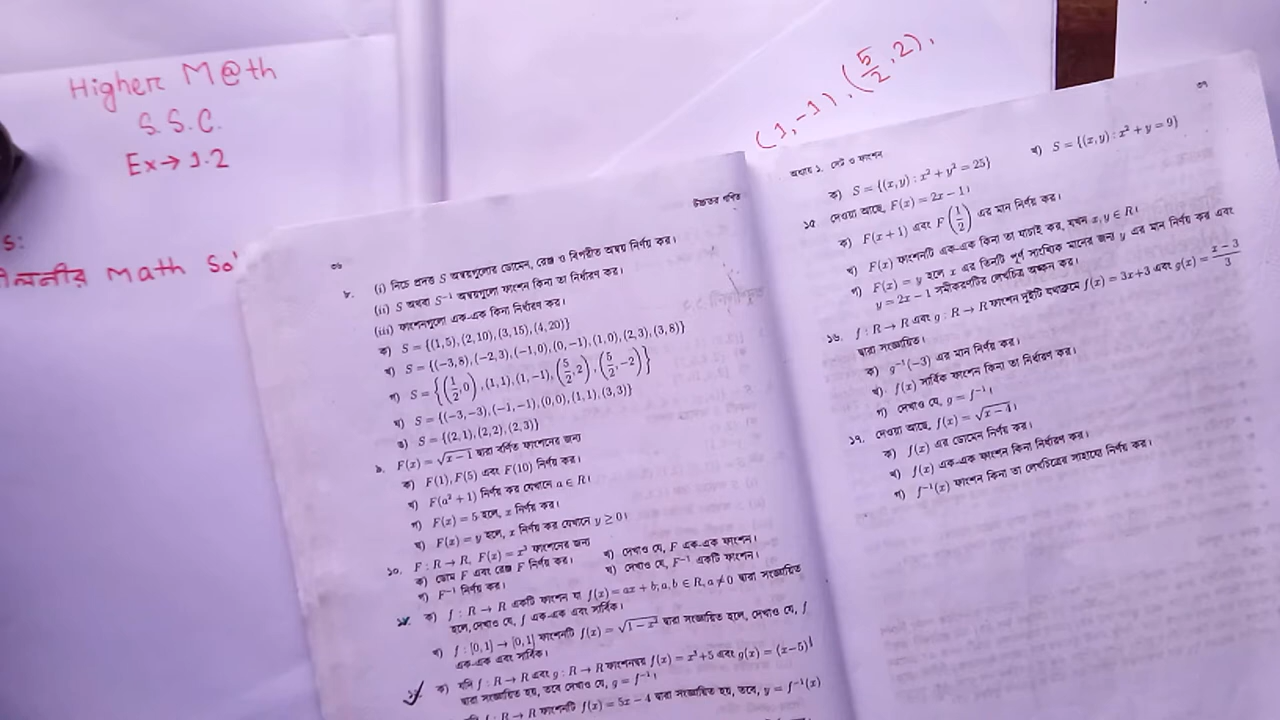 Higher M@th
S.S.C.
Ex→ 1.2
s:
Math So
(1,-1), (5/2, 2),
উচ্চতর গণিত
৩৬
৮. (i) নিচে প্রদত্ত S অন্বয়গুলোর ডোমেন, রেঞ্জ ও বিপরীত অন্বয় নির্ণয় কর।
(ii) S অথবা S⁻¹ অন্বয়গুলো ফাংশন কিনা তা নির্ধারণ কর।
(iii) ফাংশনগুলো এক-এক কিনা নির্ধারণ কর।
ক) S = {(1,5), (2,10), (3,15), (4,20)}
খ) S = {(-3,8), (-2,3), (-1,0), (0,-1), (1,0), (2,3), (3,8)}
গ) S = {(1/2, 0), (1,1), (1,-1), (5/2, 2), (5/2, -2)}
ঘ) S = {(-3,-3), (-1,-1), (0,0), (1,1), (3,3)}
ঙ) S = {(2,1), (2,2), (2,3)}
৯. F(x) = √(x-1) দ্বারা বর্ণিত ফাংশনের জন্য
ক) F(1), F(5) এবং F(10) নির্ণয় কর।
খ) F(a² + 1) নির্ণয় কর যেখানে a ∈ R।
গ) F(x) = 5 হলে, x নির্ণয় কর।
ঘ) F(x) = y হলে, x নির্ণয় কর যেখানে y ≥ 0।
১০. F : R → R, F(x) = x³ ফাংশনের জন্য
ক) ডোম F এবং রেঞ্জ F নির্ণয় কর। খ) দেখাও যে, F এক-এক ফাংশন।
গ) F⁻¹ নির্ণয় কর। ঘ) দেখাও যে, F⁻¹ একটি ফাংশন।
ক) f : R → R একটি ফাংশন যা f(x) = ax + b; a, b ∈ R, a ≠ 0 দ্বারা সংজ্ঞায়িত
হলে, দেখাও যে, f এক-এক এবং সার্বিক।
খ) f : [0,1] → [0,1] ফাংশনটি f(x) = √(1-x²) দ্বারা সংজ্ঞায়িত হলে, দেখাও যে, f
এক-এক এবং সার্বিক।
ক) যদি f : R → R এবং g : R → R ফাংশনদ্বয় f(x) = x³+5 এবং g(x) = (x-5)
দ্বারা সংজ্ঞায়িত হয়, তবে দেখাও যে, g = f⁻¹।
f : R → R ফাংশনটি f(x) = 5x - 4 দ্বারা সংজ্ঞায়িত হয়, তবে, y = f⁻¹(x)
অধ্যায় ১. সেট ও ফাংশন
৩৭
ক) S = {(x,y) : x² + y² = 25} খ) S = {(x,y) : x² + y = 9}
১৫ দেওয়া আছে, F(x) = 2x - 1।
ক) F(x+1) এবং F(1/2) এর মান নির্ণয় কর।
খ) F(x) ফাংশনটি এক-এক কিনা তা যাচাই কর, যখন x, y ∈ R।
গ) F(x) = y হলে x এর তিনটি পূর্ণ সাংখ্যিক মানের জন্য y এর মান নির্ণয় কর এবং
y = 2x - 1 সমীকরণটির লেখচিত্র অঙ্কন কর।
১৬. f : R → R এবং g : R → R ফাংশন দুইটি যথাক্রমে f(x) = 3x+3 এবং g(x) = (x-3)/3
দ্বারা সংজ্ঞায়িত।
ক) g⁻¹(-3) এর মান নির্ণয় কর।
খ) f(x) সার্বিক ফাংশন কিনা তা নির্ধারণ কর।
গ) দেখাও যে, g = f⁻¹।
১৭. দেওয়া আছে, f(x) = √(x-4)।
ক) f(x) এর ডোমেন নির্ণয় কর।
খ) f(x) এক-এক ফাংশন কিনা নির্ধারণ কর।
গ) f⁻¹(x) ফাংশন কিনা তা লেখচিত্রের সাহায্যে নির্ণয় কর।